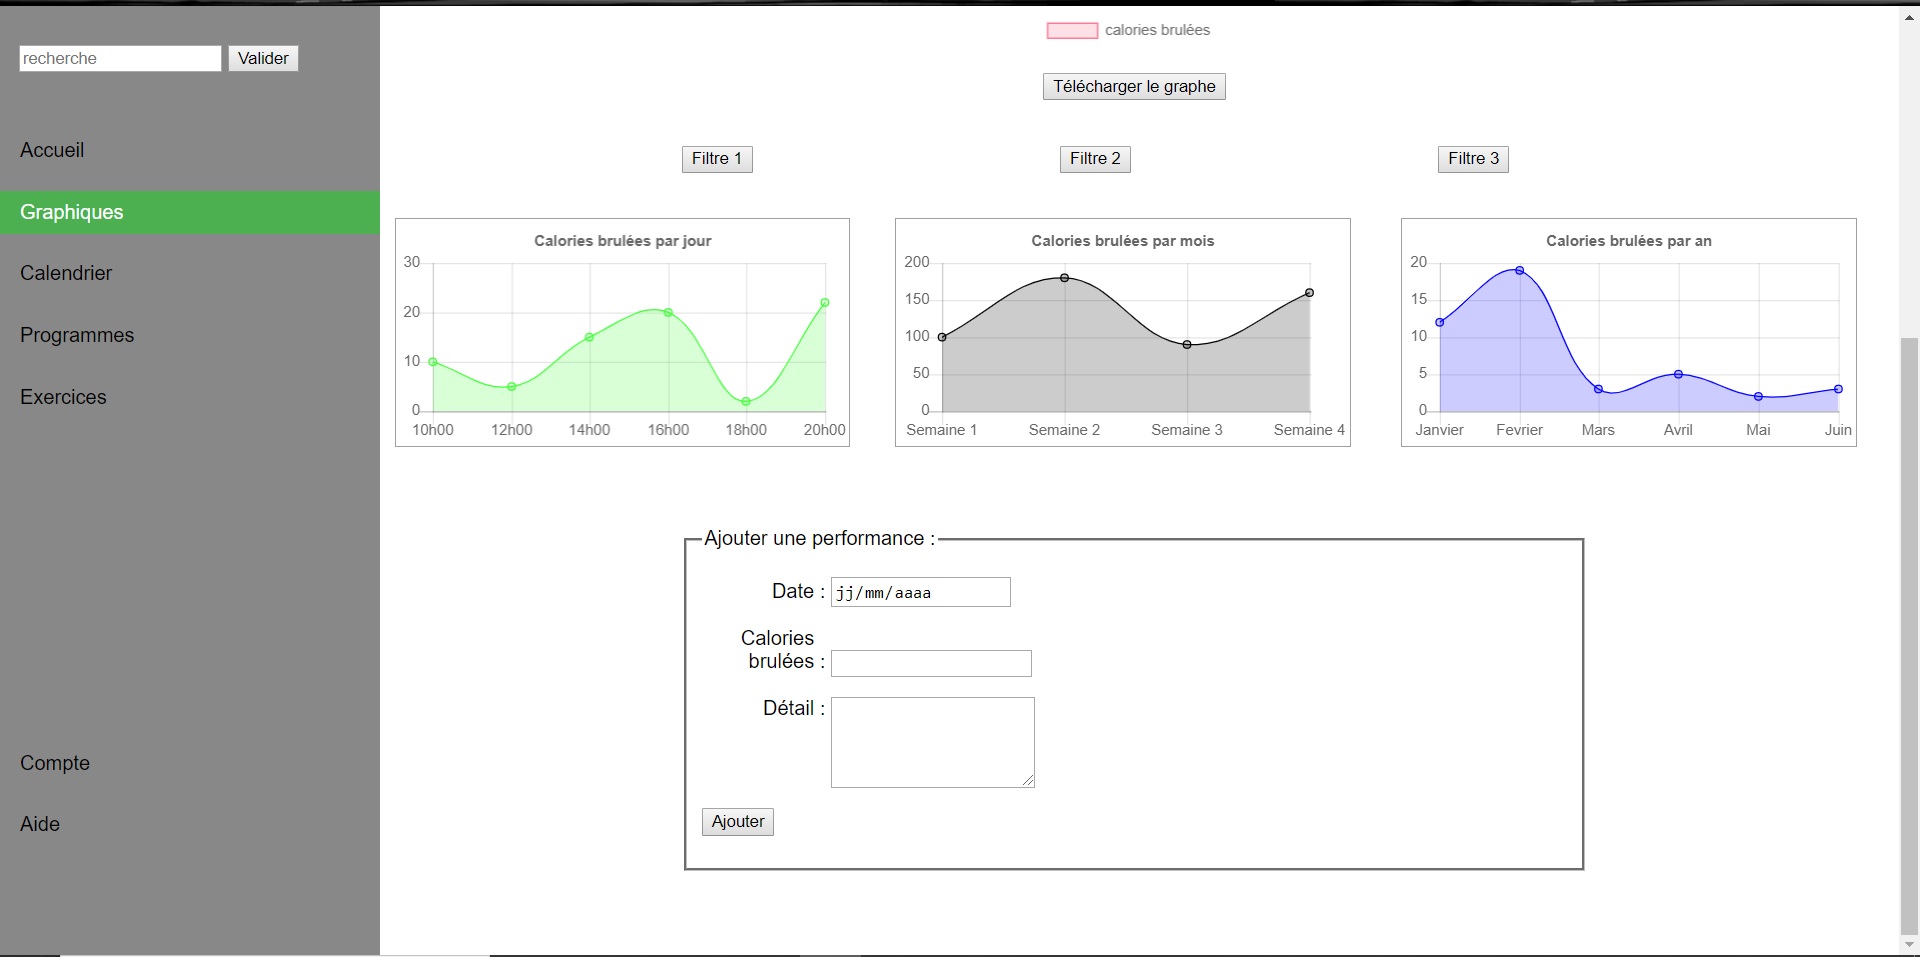 recherche
Valider
Accueil
Graphiques
Calendrier
Programmes
Exercices
Compte
Aide
calories brulées
Télécharger le graphe
Filtre 1
Filtre 2
Filtre 3
Calories brulées par jour
30
20
10
0
10h00 12h00 14h00 16h00 18h00 20h00
Calories brulées par mois
200
150
100
50
0
Semaine 1 Semaine 2 Semaine 3 Semaine 4
Calories brulées par an
20
15
10
5
0
Janvier Fevrier Mars Avril Mai Juin
Ajouter une performance :
Date : jj/mm/aaaa
Calories
brulées :
Détail :
Ajouter